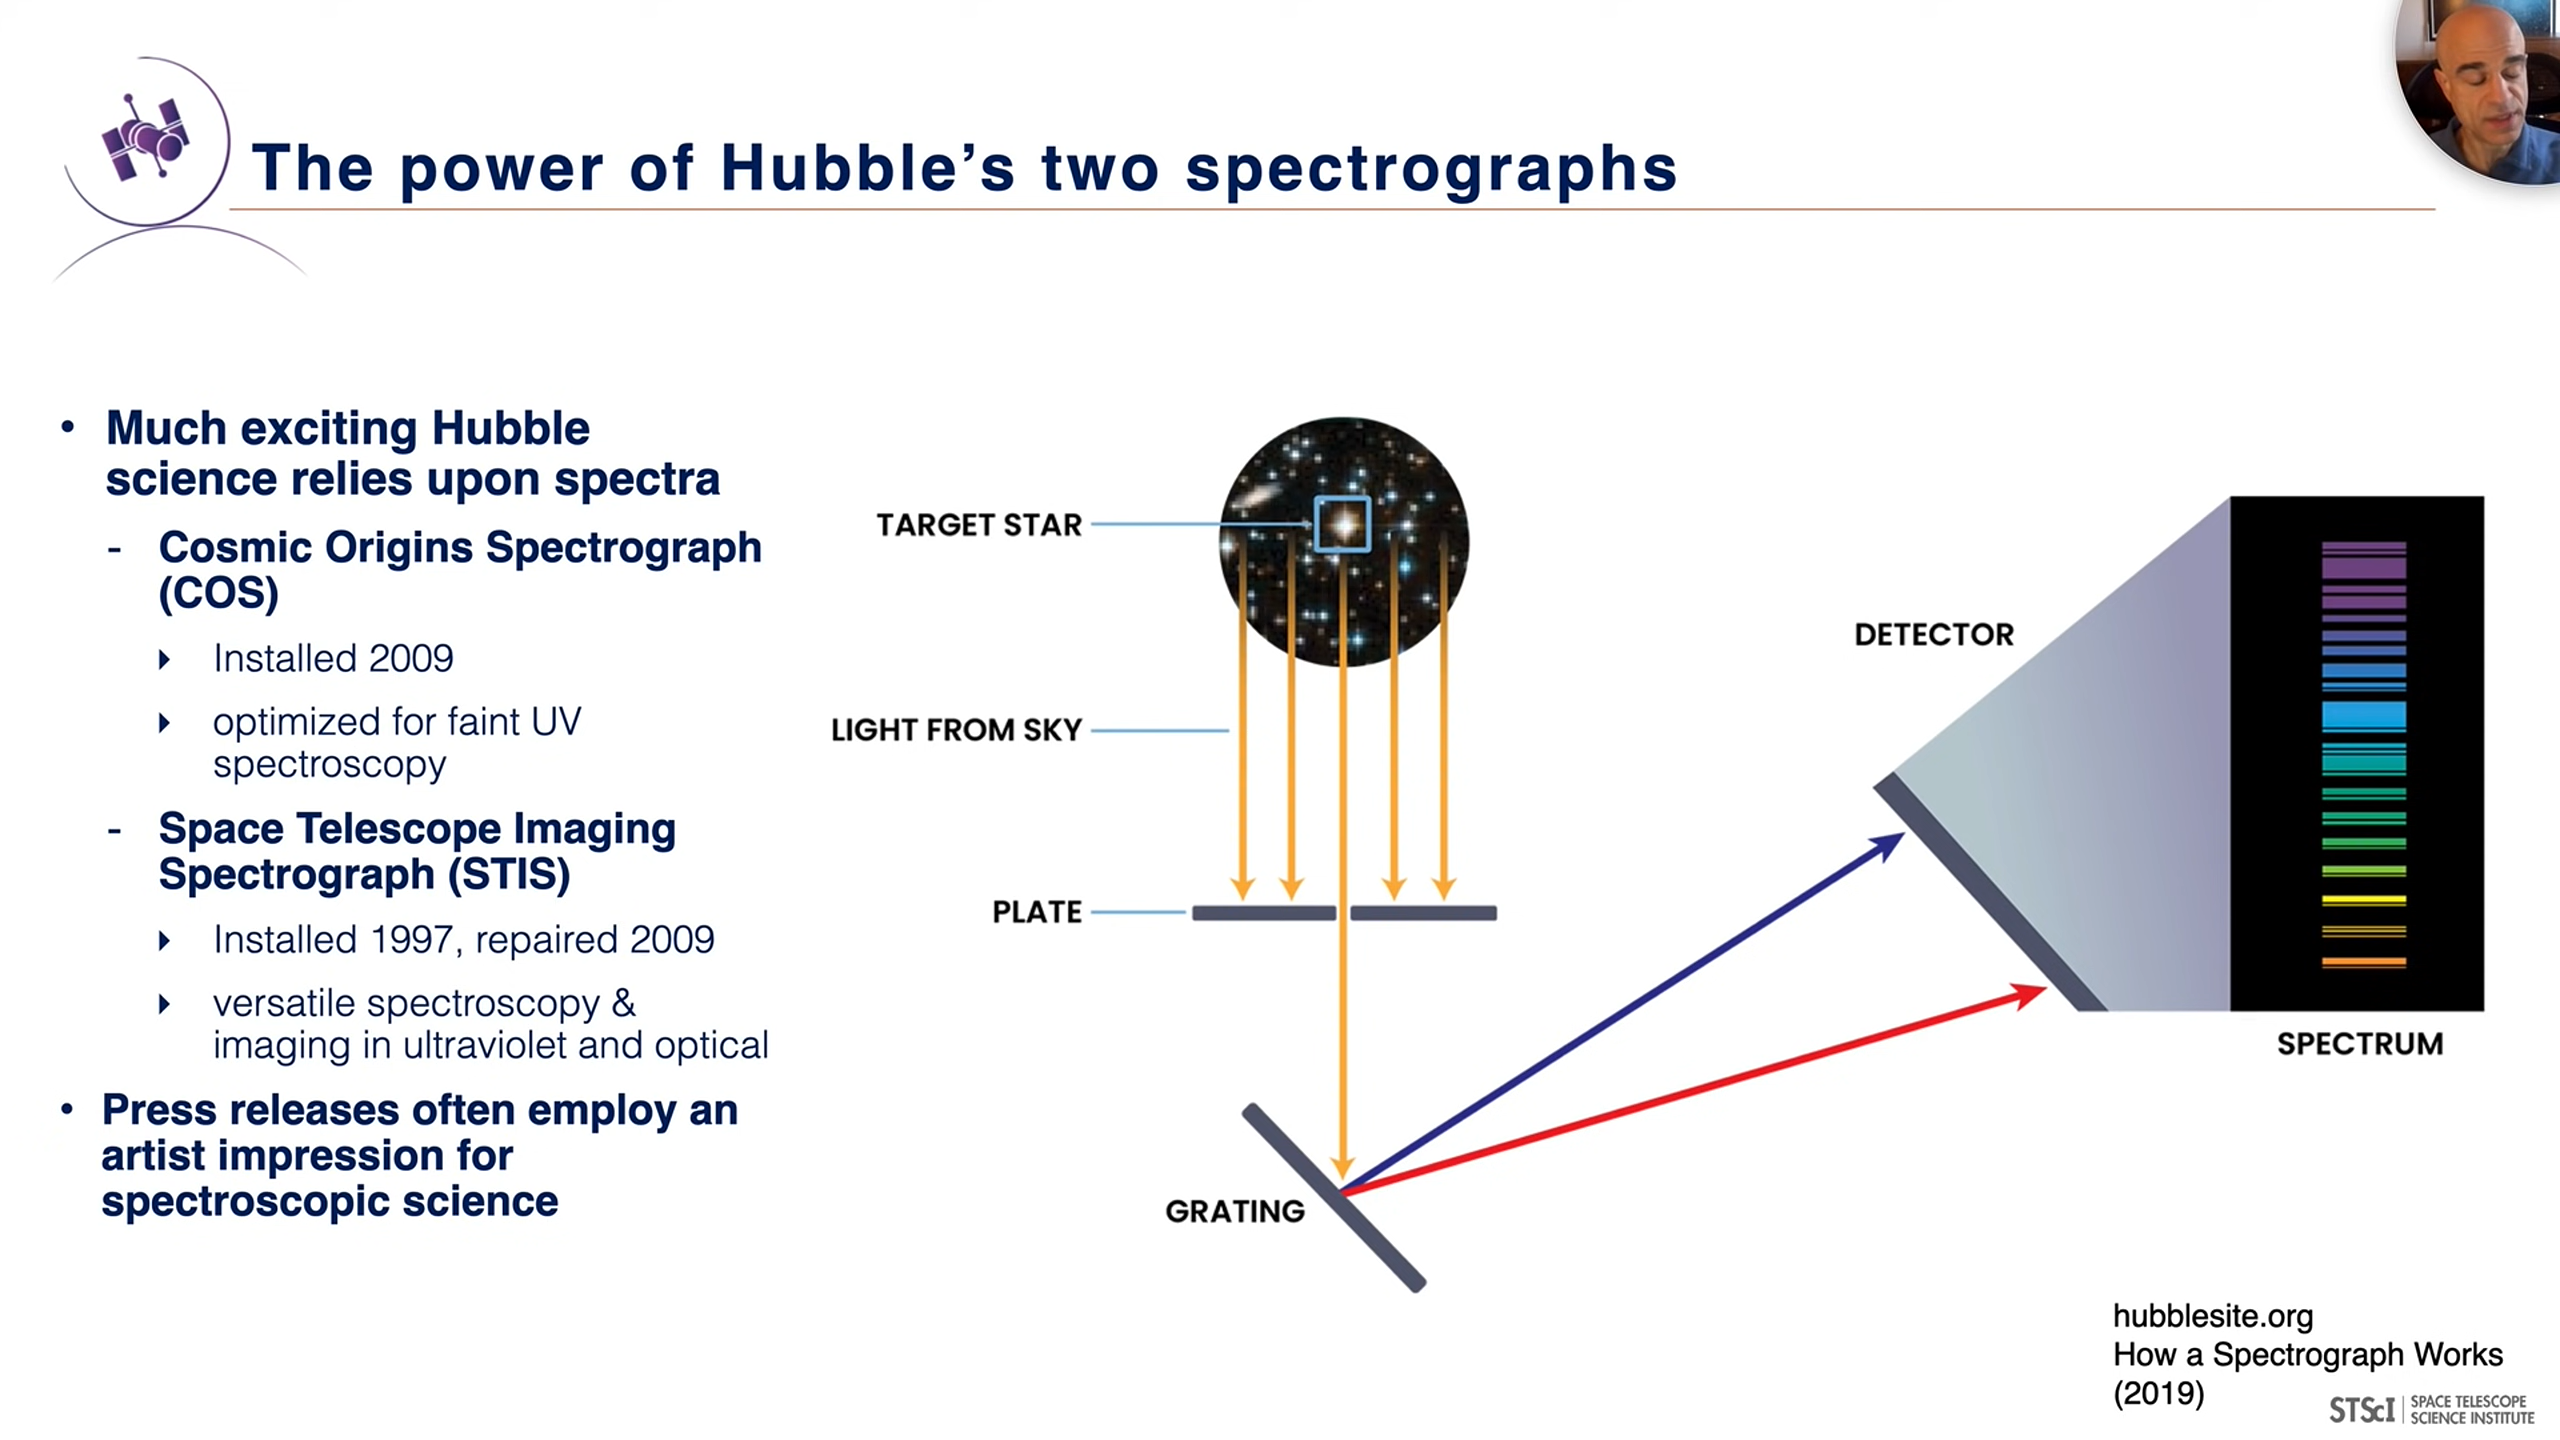 The power of Hubble’s two spectrographs
• Much exciting Hubble
science relies upon spectra
- Cosmic Origins Spectrograph
(COS)
Installed 2009
optimized for faint UV
spectroscopy
- Space Telescope Imaging
Spectrograph (STIS)
Installed 1997, repaired 2009
versatile spectroscopy &
imaging in ultraviolet and optical
• Press releases often employ an
artist impression for
spectroscopic science
TARGET STAR
LIGHT FROM SKY
PLATE
GRATING
DETECTOR
SPECTRUM
hubblesite.org
How a Spectrograph Works
(2019)
STScI | SPACE TELESCOPE
SCIENCE INSTITUTE